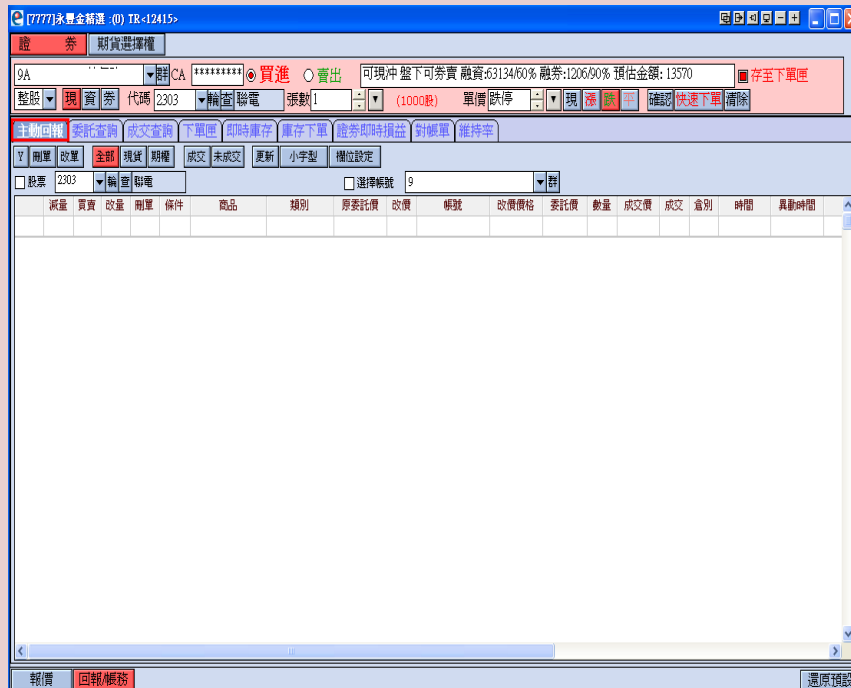 [7777]永豐金精選 :(0) TR<12415>
證 券 期貨選擇權
9A 群 CA ********* 買進 賣出 可現沖 盤下可券賣 融資:63134/60% 融券:1206/90% 預估金額: 13570 存至下單匣
整股 現 資 券 代碼 2303 輪 查 聯電 張數 1 (1000股) 單價 跌停 現 漲 跌 平 確認 快速下單 清除
主動回報 委託查詢 成交查詢 下單匣 即時庫存 庫存下單 證券即時損益 對帳單 維持率
Y 刪單 改單 全部 現貨 期權 成交 未成交 更新 小字型 欄位設定
股票 2303 輪 查 聯電 選擇帳號 9 群
減量 買賣 改量 刪單 條件 商品 類別 原委託價 改價 帳號 改價價格 委託價 數量 成交價 成交 倉別 時間 異動時間
報價 回報/帳務 還原預設